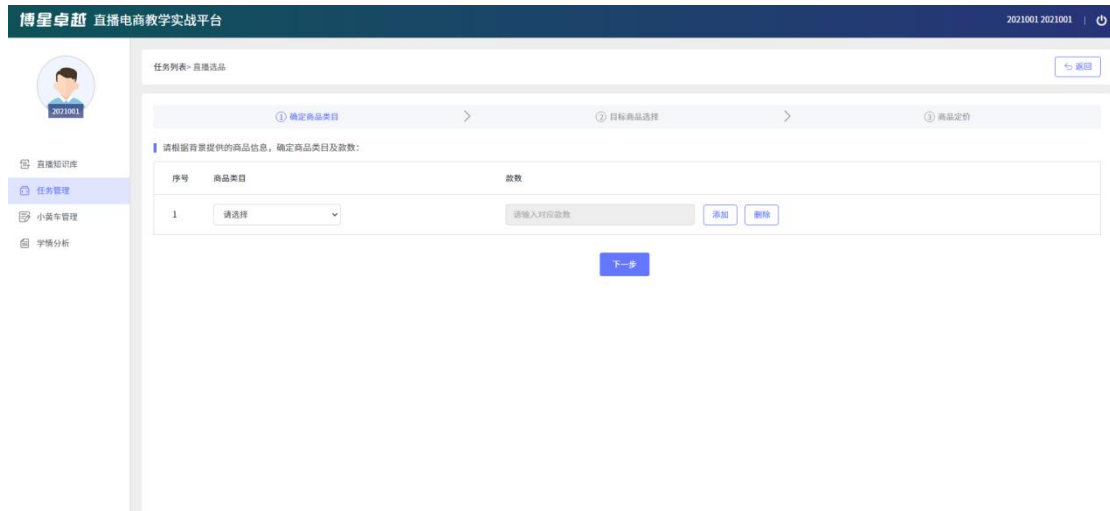 博星卓越 直播电商教学实战平台
2021001 2021001 | 
2021001
直播知识库
任务管理
小黄车管理
学情分析
任务列表> 直播选品
返回
① 确定商品类目
② 目标商品选择
③ 商品定价
请根据背景提供的商品信息，确定商品类目及款数：
序号 商品类目 款数
1 请选择 请输入对应款数 添加 删除
下一步